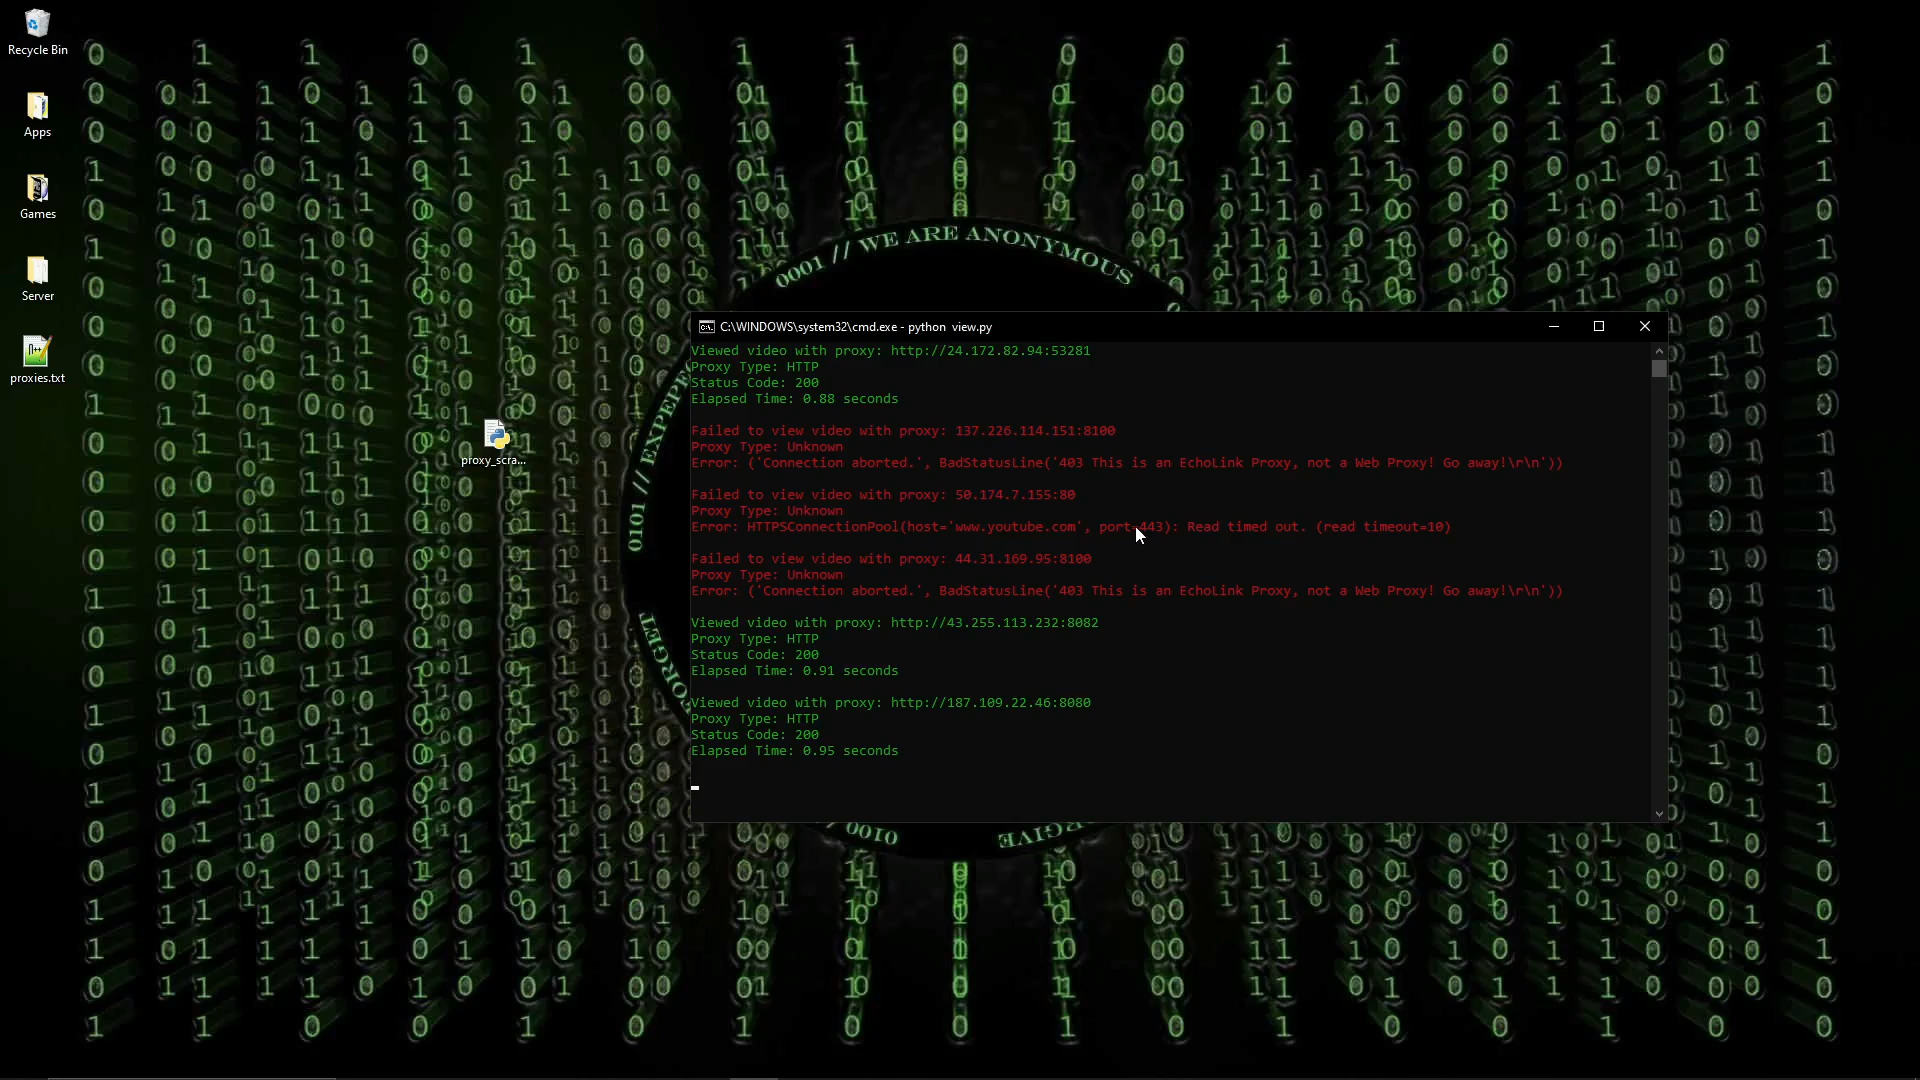 Recycle Bin
Apps
Games
Server
proxies.txt
proxy_scra...
0001 // WE ARE ANONYMOUS
0101 //
C:\WINDOWS\system32\cmd.exe - python  view.py
Viewed video with proxy: http://24.172.82.94:53281
Proxy Type: HTTP
Status Code: 200
Elapsed Time: 0.88 seconds
Failed to view video with proxy: 137.226.114.151:8100
Proxy Type: Unknown
Error: ('Connection aborted.', BadStatusLine('403 This is an EchoLink Proxy, not a Web Proxy! Go away!\r\n'))
Failed to view video with proxy: 50.174.7.155:80
Proxy Type: Unknown
Error: HTTPSConnectionPool(host='www.youtube.com', port=443): Read timed out. (read timeout=10)
Failed to view video with proxy: 44.31.169.95:8100
Proxy Type: Unknown
Error: ('Connection aborted.', BadStatusLine('403 This is an EchoLink Proxy, not a Web Proxy! Go away!\r\n'))
Viewed video with proxy: http://43.255.113.232:8082
Proxy Type: HTTP
Status Code: 200
Elapsed Time: 0.91 seconds
Viewed video with proxy: http://187.109.22.46:8080
Proxy Type: HTTP
Status Code: 200
Elapsed Time: 0.95 seconds